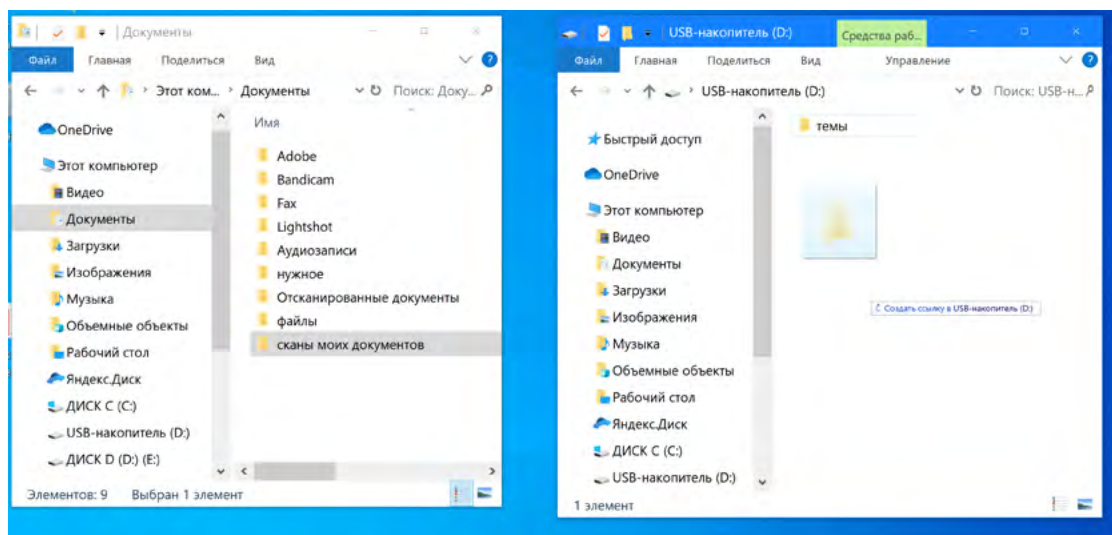 Документы
Файл Главная Поделиться Вид
Этот ком... Документы Поиск: Доку...
OneDrive
Этот компьютер
Видео
Документы
Загрузки
Изображения
Музыка
Объемные объекты
Рабочий стол
Яндекс.Диск
ДИСК C (C:)
USB-накопитель (D:)
ДИСК D (D:) (E:)
Имя
Adobe
Bandicam
Fax
Lightshot
Аудиозаписи
нужное
Отсканированные документы
файлы
сканы моих документов
Элементов: 9 Выбран 1 элемент
USB-накопитель (D:) Средства раб...
Файл Главная Поделиться Вид Управление
USB-накопитель (D:) Поиск: USB-н...
Быстрый доступ
OneDrive
Этот компьютер
Видео
Документы
Загрузки
Изображения
Музыка
Объемные объекты
Рабочий стол
Яндекс.Диск
ДИСК C (C:)
USB-накопитель (D:)
темы
Создать ссылку в USB-накопитель (D:)
1 элемент